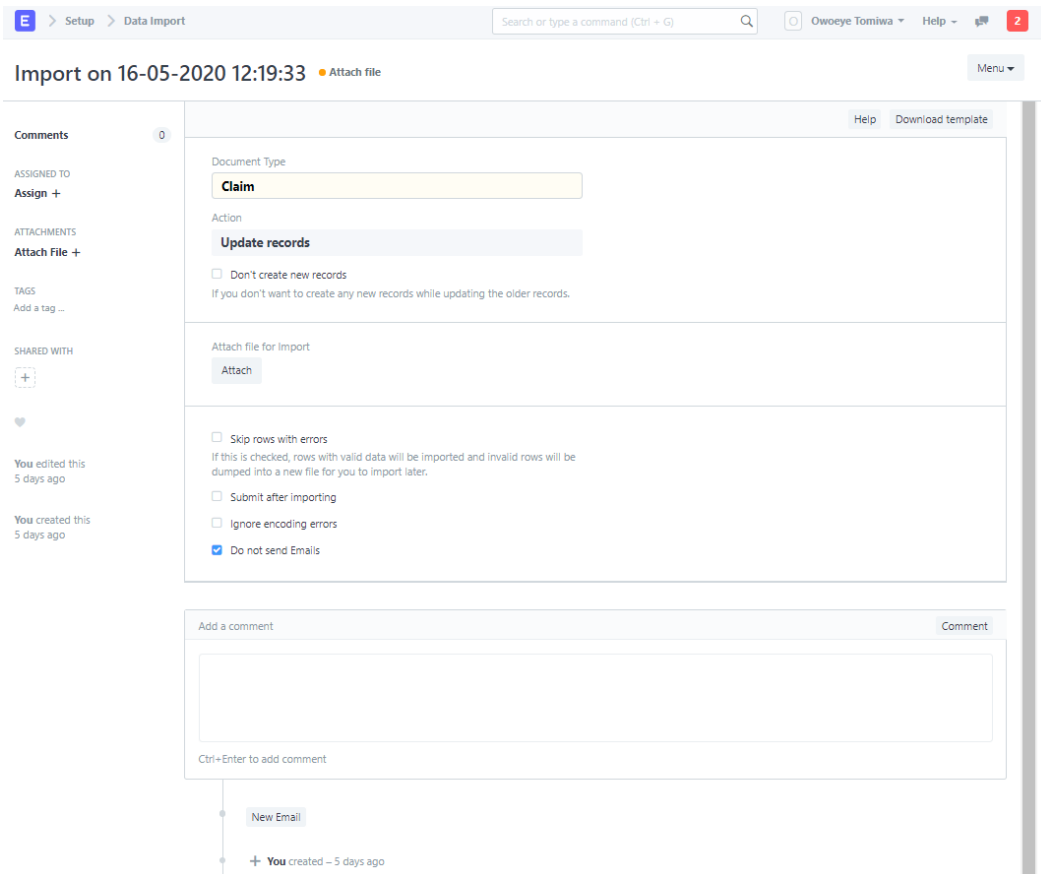 E > Setup > Data Import Search or type a command (Ctrl + G) O Owoeye Tomiwa Help 2
Import on 16-05-2020 12:19:33 Attach file Menu
Help Download template
Comments 0
ASSIGNED TO
Assign +
ATTACHMENTS
Attach File +
TAGS
Add a tag ...
SHARED WITH
+
You edited this
5 days ago
You created this
5 days ago
Document Type
Claim
Action
Update records
Don't create new records
If you don't want to create any new records while updating the older records.
Attach file for Import
Attach
Skip rows with errors
If this is checked, rows with valid data will be imported and invalid rows will be
dumped into a new file for you to import later.
Submit after importing
Ignore encoding errors
Do not send Emails
Add a comment Comment
Ctrl+Enter to add comment
New Email
+ You created – 5 days ago